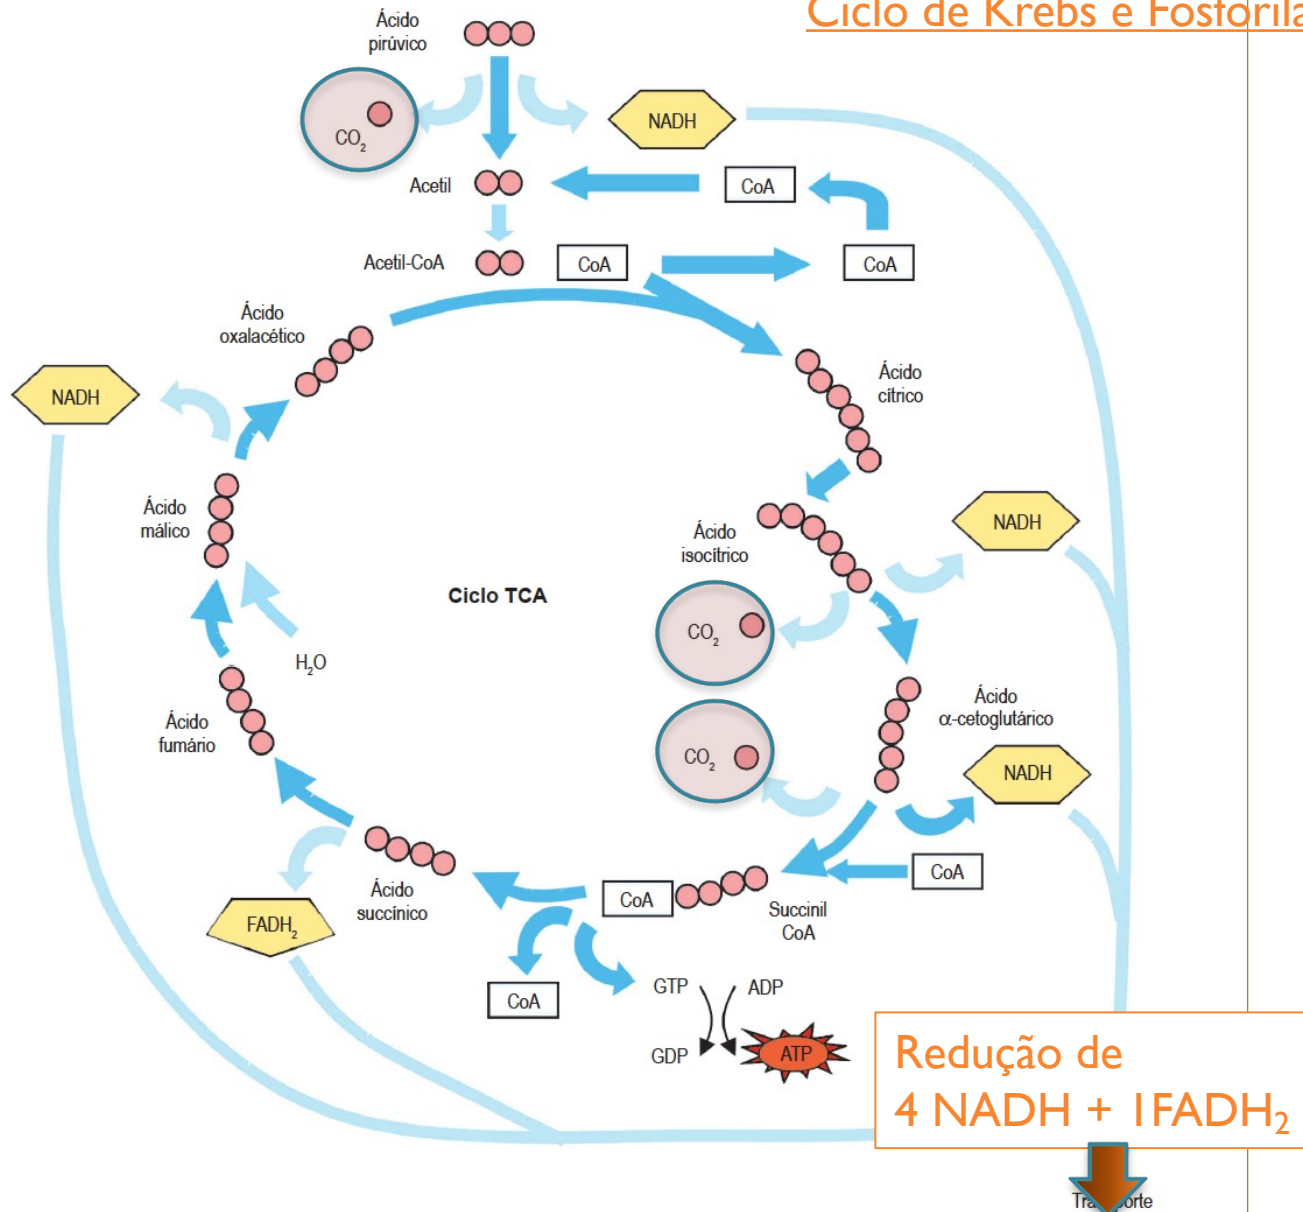 Ciclo de Krebs e Fosforila
Ácido
pirúvico
CO₂
NADH
Acetil
CoA
Acetil-CoA
CoA
CoA
Ácido
oxalacético
NADH
Ácido
cítrico
Ácido
málico
Ácido
isocítrico
NADH
Ciclo TCA
CO₂
H₂O
Ácido
fumário
Ácido
α-cetoglutárico
CO₂
NADH
CoA
Ácido
succínico
CoA
Succinil
CoA
FADH₂
CoA
GTP
ADP
GDP
ATP
Redução de
4 NADH + 1FADH₂